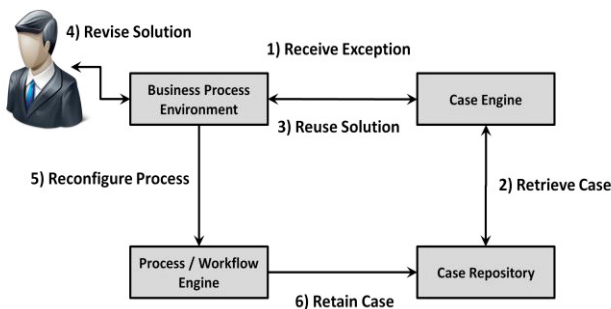 4) Revise Solution
1) Receive Exception
Business Process
Environment
Case Engine
3) Reuse Solution
5) Reconfigure Process
2) Retrieve Case
Process / Workflow
Engine
Case Repository
6) Retain Case